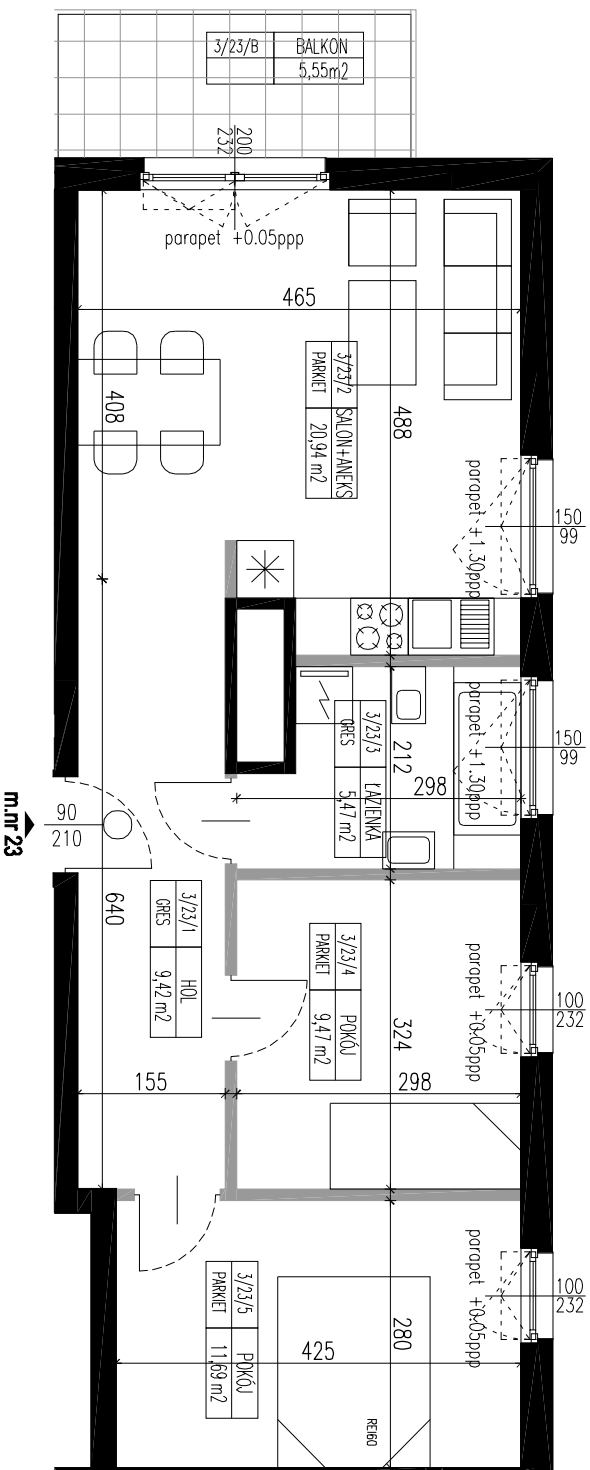 3/23/B BALKON
5,55m2
200
232
parapet +0.05ppp
465
3/23/2 SALON+ANEKS
PARKIET 20,94 m2
408
488
parapet +1.30ppp
150
99
3/23/3 ŁAZIENKA
GRES 5,47 m2
212
298
parapet +1.30ppp
150
99
90
210
m.nr 23
640
3/23/1 HOL
GRES 9,42 m2
3/23/4 POKÓJ
PARKIET 9,47 m2
324
parapet +0.05ppp
100
232
155
298
3/23/5 POKÓJ
PARKIET 11,69 m2
280
425
parapet +0.05ppp
100
232
REI60